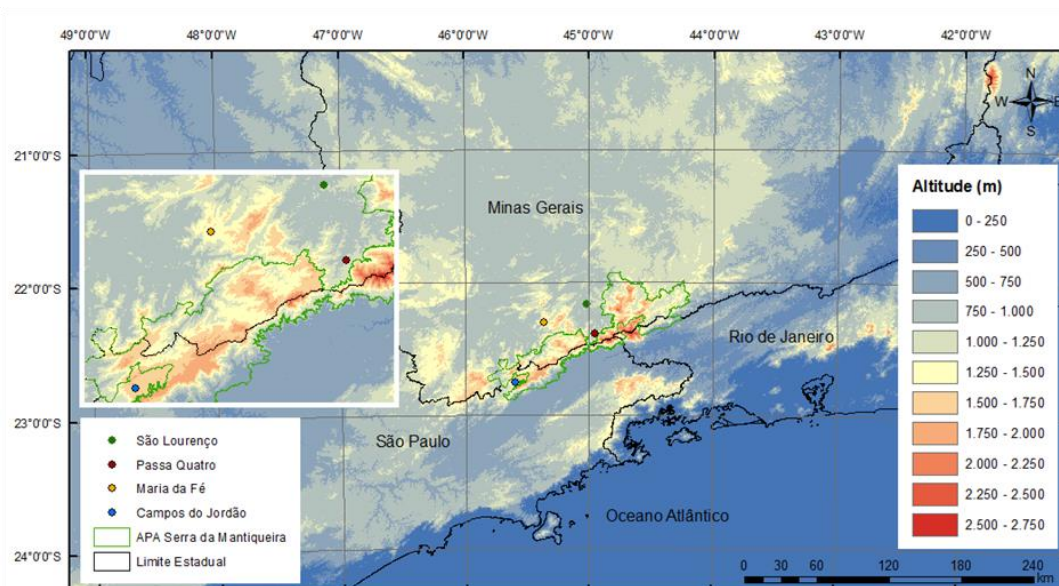 49°0'0"W 48°0'0"W 47°0'0"W 46°0'0"W 45°0'0"W 44°0'0"W 43°0'0"W 42°0'0"W
N
W E
S
21°0'0"S
22°0'0"S
23°0'0"S
24°0'0"S
Minas Gerais
Rio de Janeiro
São Paulo
Oceano Atlântico
São Lourenço
Passa Quatro
Maria da Fé
Campos do Jordão
APA Serra da Mantiqueira
Limite Estadual
Altitude (m)
0 - 250
250 - 500
500 - 750
750 - 1.000
1.000 - 1.250
1.250 - 1.500
1.500 - 1.750
1.750 - 2.000
2.000 - 2.250
2.250 - 2.500
2.500 - 2.750
0 30 60 120 180 240
km